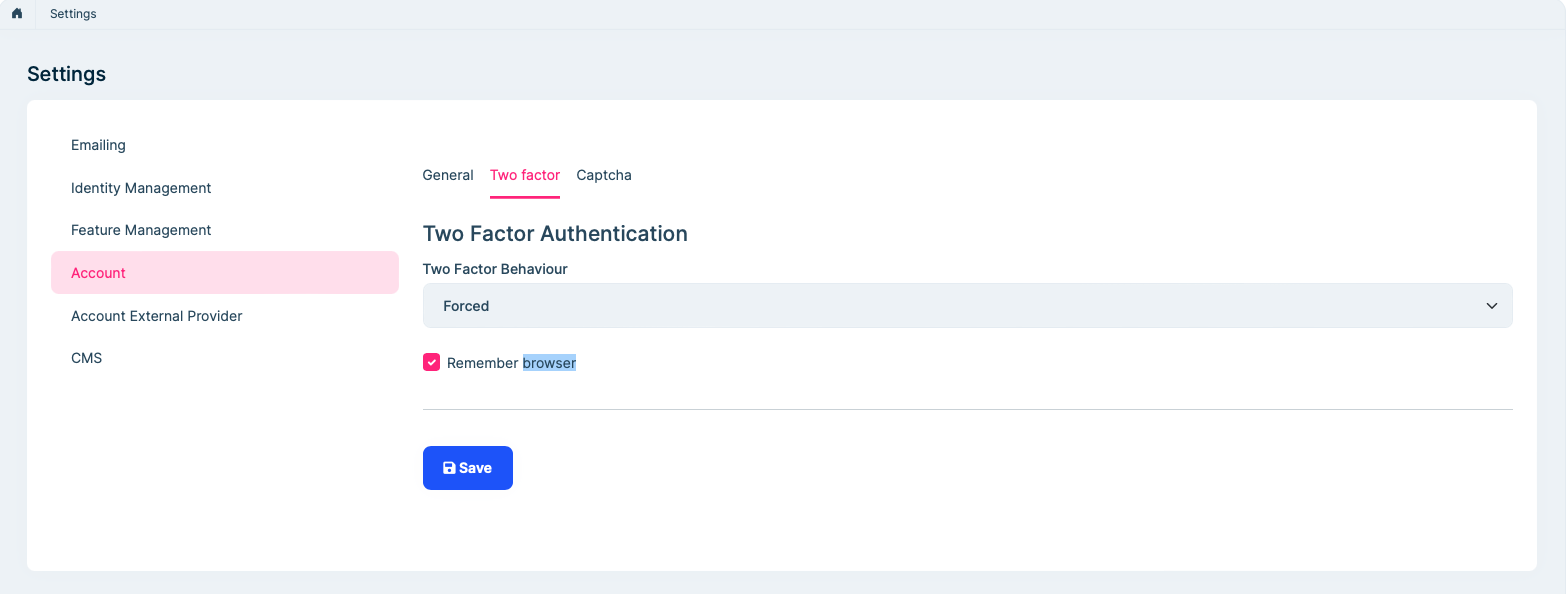 Settings
Settings
Emailing
Identity Management
Feature Management
Account
Account External Provider
CMS
General Two factor Captcha
Two Factor Authentication
Two Factor Behaviour
Forced
Remember browser
Save